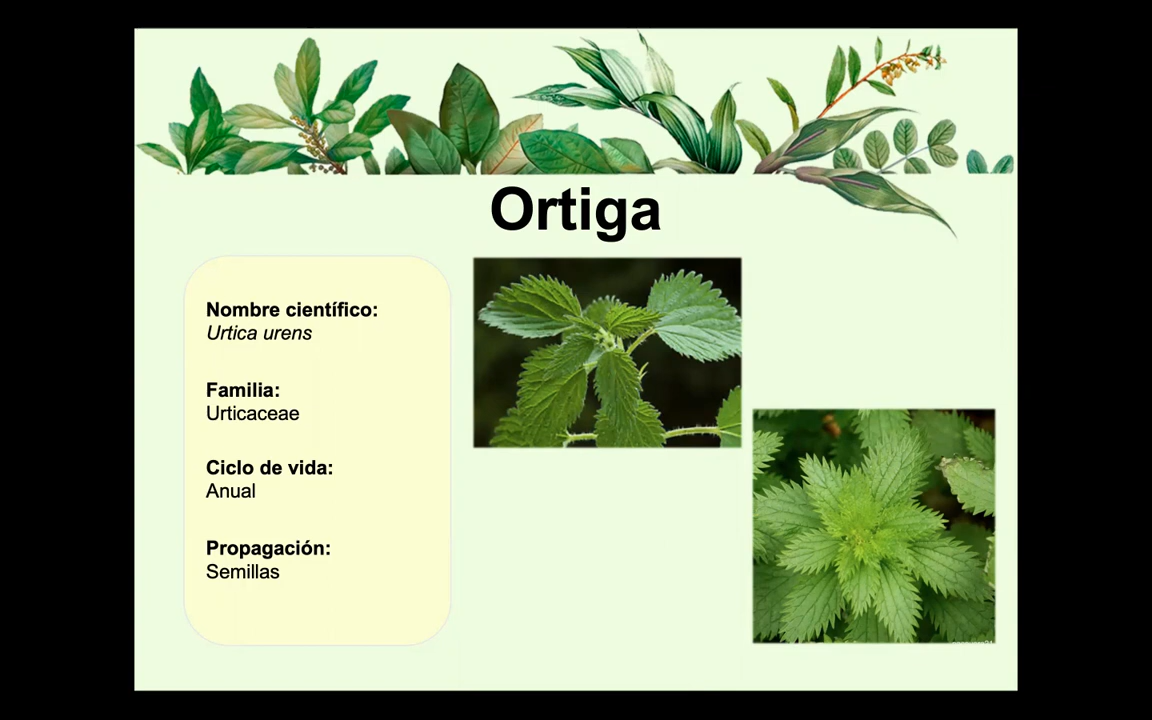 Ortiga
Nombre científico:
Urtica urens
Familia:
Urticaceae
Ciclo de vida:
Anual
Propagación:
Semillas